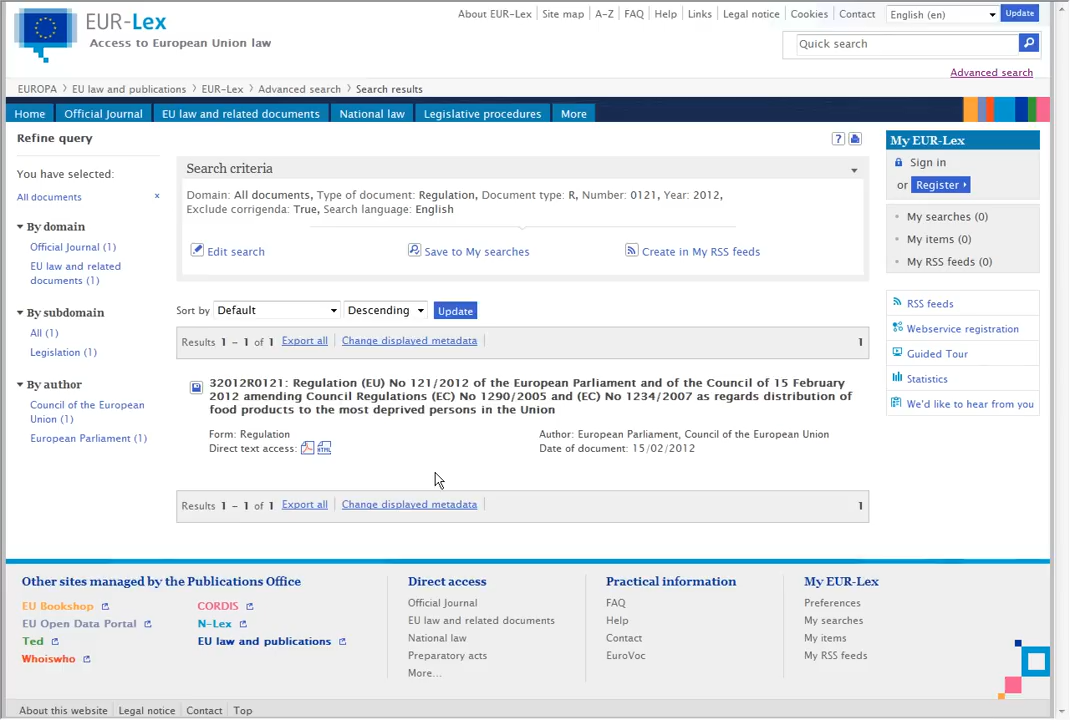 EUR-Lex
Access to European Union law
About EUR-Lex | Site map | A-Z | FAQ | Help | Links | Legal notice | Cookies | Contact
English (en)
Update
Quick search
Advanced search
EUROPA > EU law and publications > EUR-Lex > Advanced search > Search results
Home
Official Journal
EU law and related documents
National law
Legislative procedures
More
Refine query
You have selected:
All documents x
By domain
Official Journal (1)
EU law and related
documents (1)
By subdomain
All (1)
Legislation (1)
By author
Council of the European
Union (1)
European Parliament (1)
?
Search criteria
Domain: All documents, Type of document: Regulation, Document type: R, Number: 0121, Year: 2012,
Exclude corrigenda: True, Search language: English
Edit search
Save to My searches
Create in My RSS feeds
Sort by Default Descending Update
Results 1 - 1 of 1 Export all | Change displayed metadata | 1
32012R0121: Regulation (EU) No 121/2012 of the European Parliament and of the Council of 15 February
2012 amending Council Regulations (EC) No 1290/2005 and (EC) No 1234/2007 as regards distribution of
food products to the most deprived persons in the Union
Form: Regulation
Direct text access: HTML
Author: European Parliament, Council of the European Union
Date of document: 15/02/2012
Results 1 - 1 of 1 Export all | Change displayed metadata | 1
My EUR-Lex
Sign in
or Register
My searches (0)
My items (0)
My RSS feeds (0)
RSS feeds
Webservice registration
Guided Tour
Statistics
We'd like to hear from you
Other sites managed by the Publications Office
EU Bookshop
EU Open Data Portal
Ted
Whoiswho
CORDIS
N-Lex
EU law and publications
Direct access
Official Journal
EU law and related documents
National law
Preparatory acts
More...
Practical information
FAQ
Help
Contact
EuroVoc
My EUR-Lex
Preferences
My searches
My items
My RSS feeds
About this website | Legal notice | Contact | Top